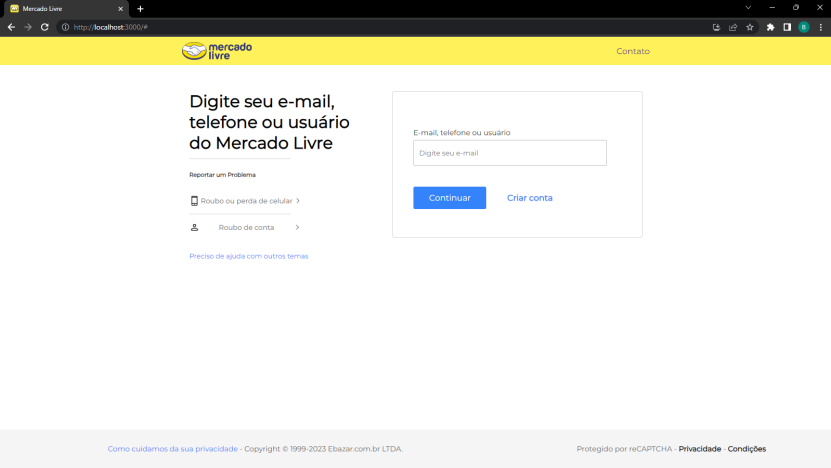 Mercado Livre
http://localhost:3000/#
B
mercado
livre
Contato
Digite seu e-mail,
telefone ou usuário
do Mercado Livre
Reportar um Problema
Roubo ou perda de celular
Roubo de conta
Preciso de ajuda com outros temas
E-mail, telefone ou usuário
Digite seu e-mail
Continuar
Criar conta
Como cuidamos da sua privacidade - Copyright © 1999-2023 Ebazar.com.br LTDA.
Protegido por reCAPTCHA - Privacidade - Condições